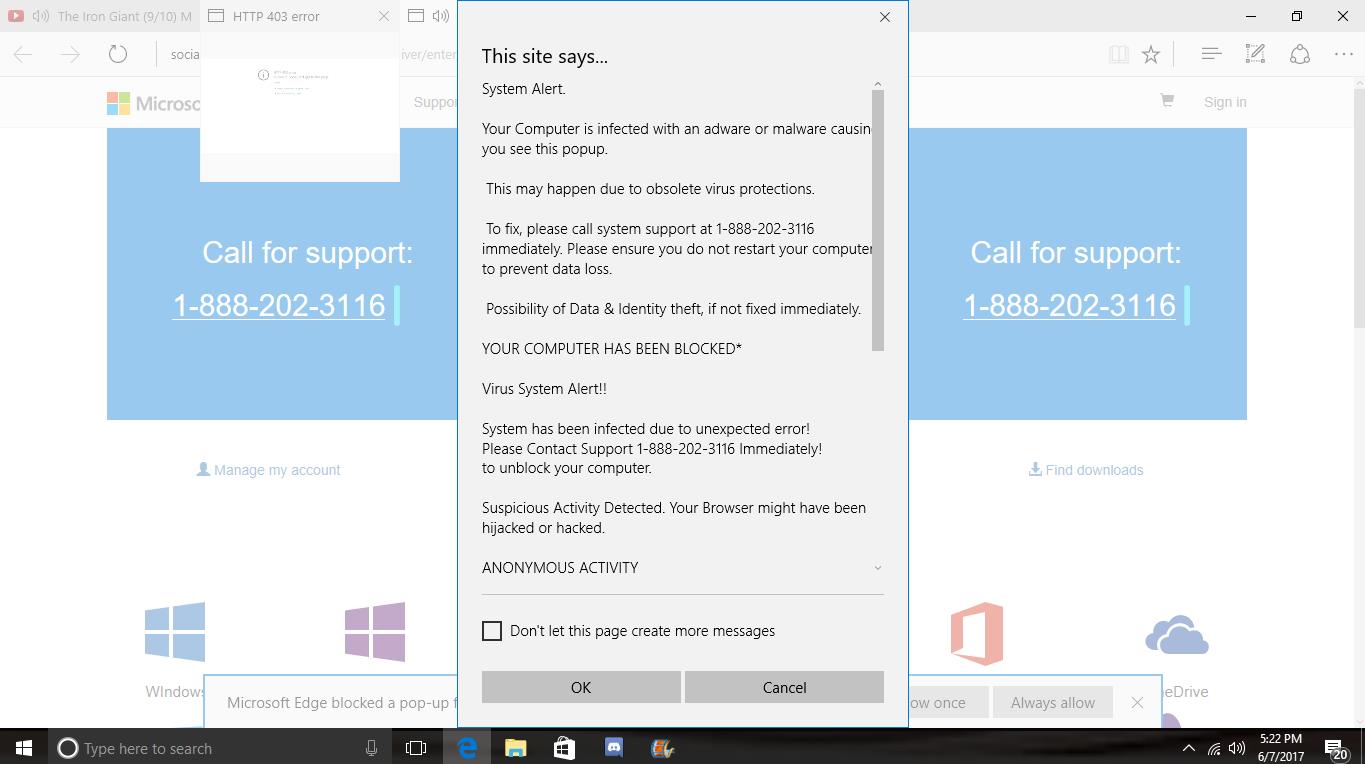 The Iron Giant (9/10) M
HTTP 403 error
socia
iver/enter
Microso
Suppor
Sign in
This site says...
System Alert.
Your Computer is infected with an adware or malware causin
you see this popup.
This may happen due to obsolete virus protections.
To fix, please call system support at 1-888-202-3116
immediately. Please ensure you do not restart your computer
to prevent data loss.
Possibility of Data & Identity theft, if not fixed immediately.
YOUR COMPUTER HAS BEEN BLOCKED*
Virus System Alert!!
System has been infected due to unexpected error!
Please Contact Support 1-888-202-3116 Immediately!
to unblock your computer.
Suspicious Activity Detected. Your Browser might have been
hijacked or hacked.
ANONYMOUS ACTIVITY
Don't let this page create more messages
OK
Cancel
Call for support:
1-888-202-3116
Call for support:
1-888-202-3116
Manage my account
Find downloads
WIndows
eDrive
Microsoft Edge blocked a pop-up f
ow once
Always allow
Type here to search
5:22 PM
6/7/2017
20